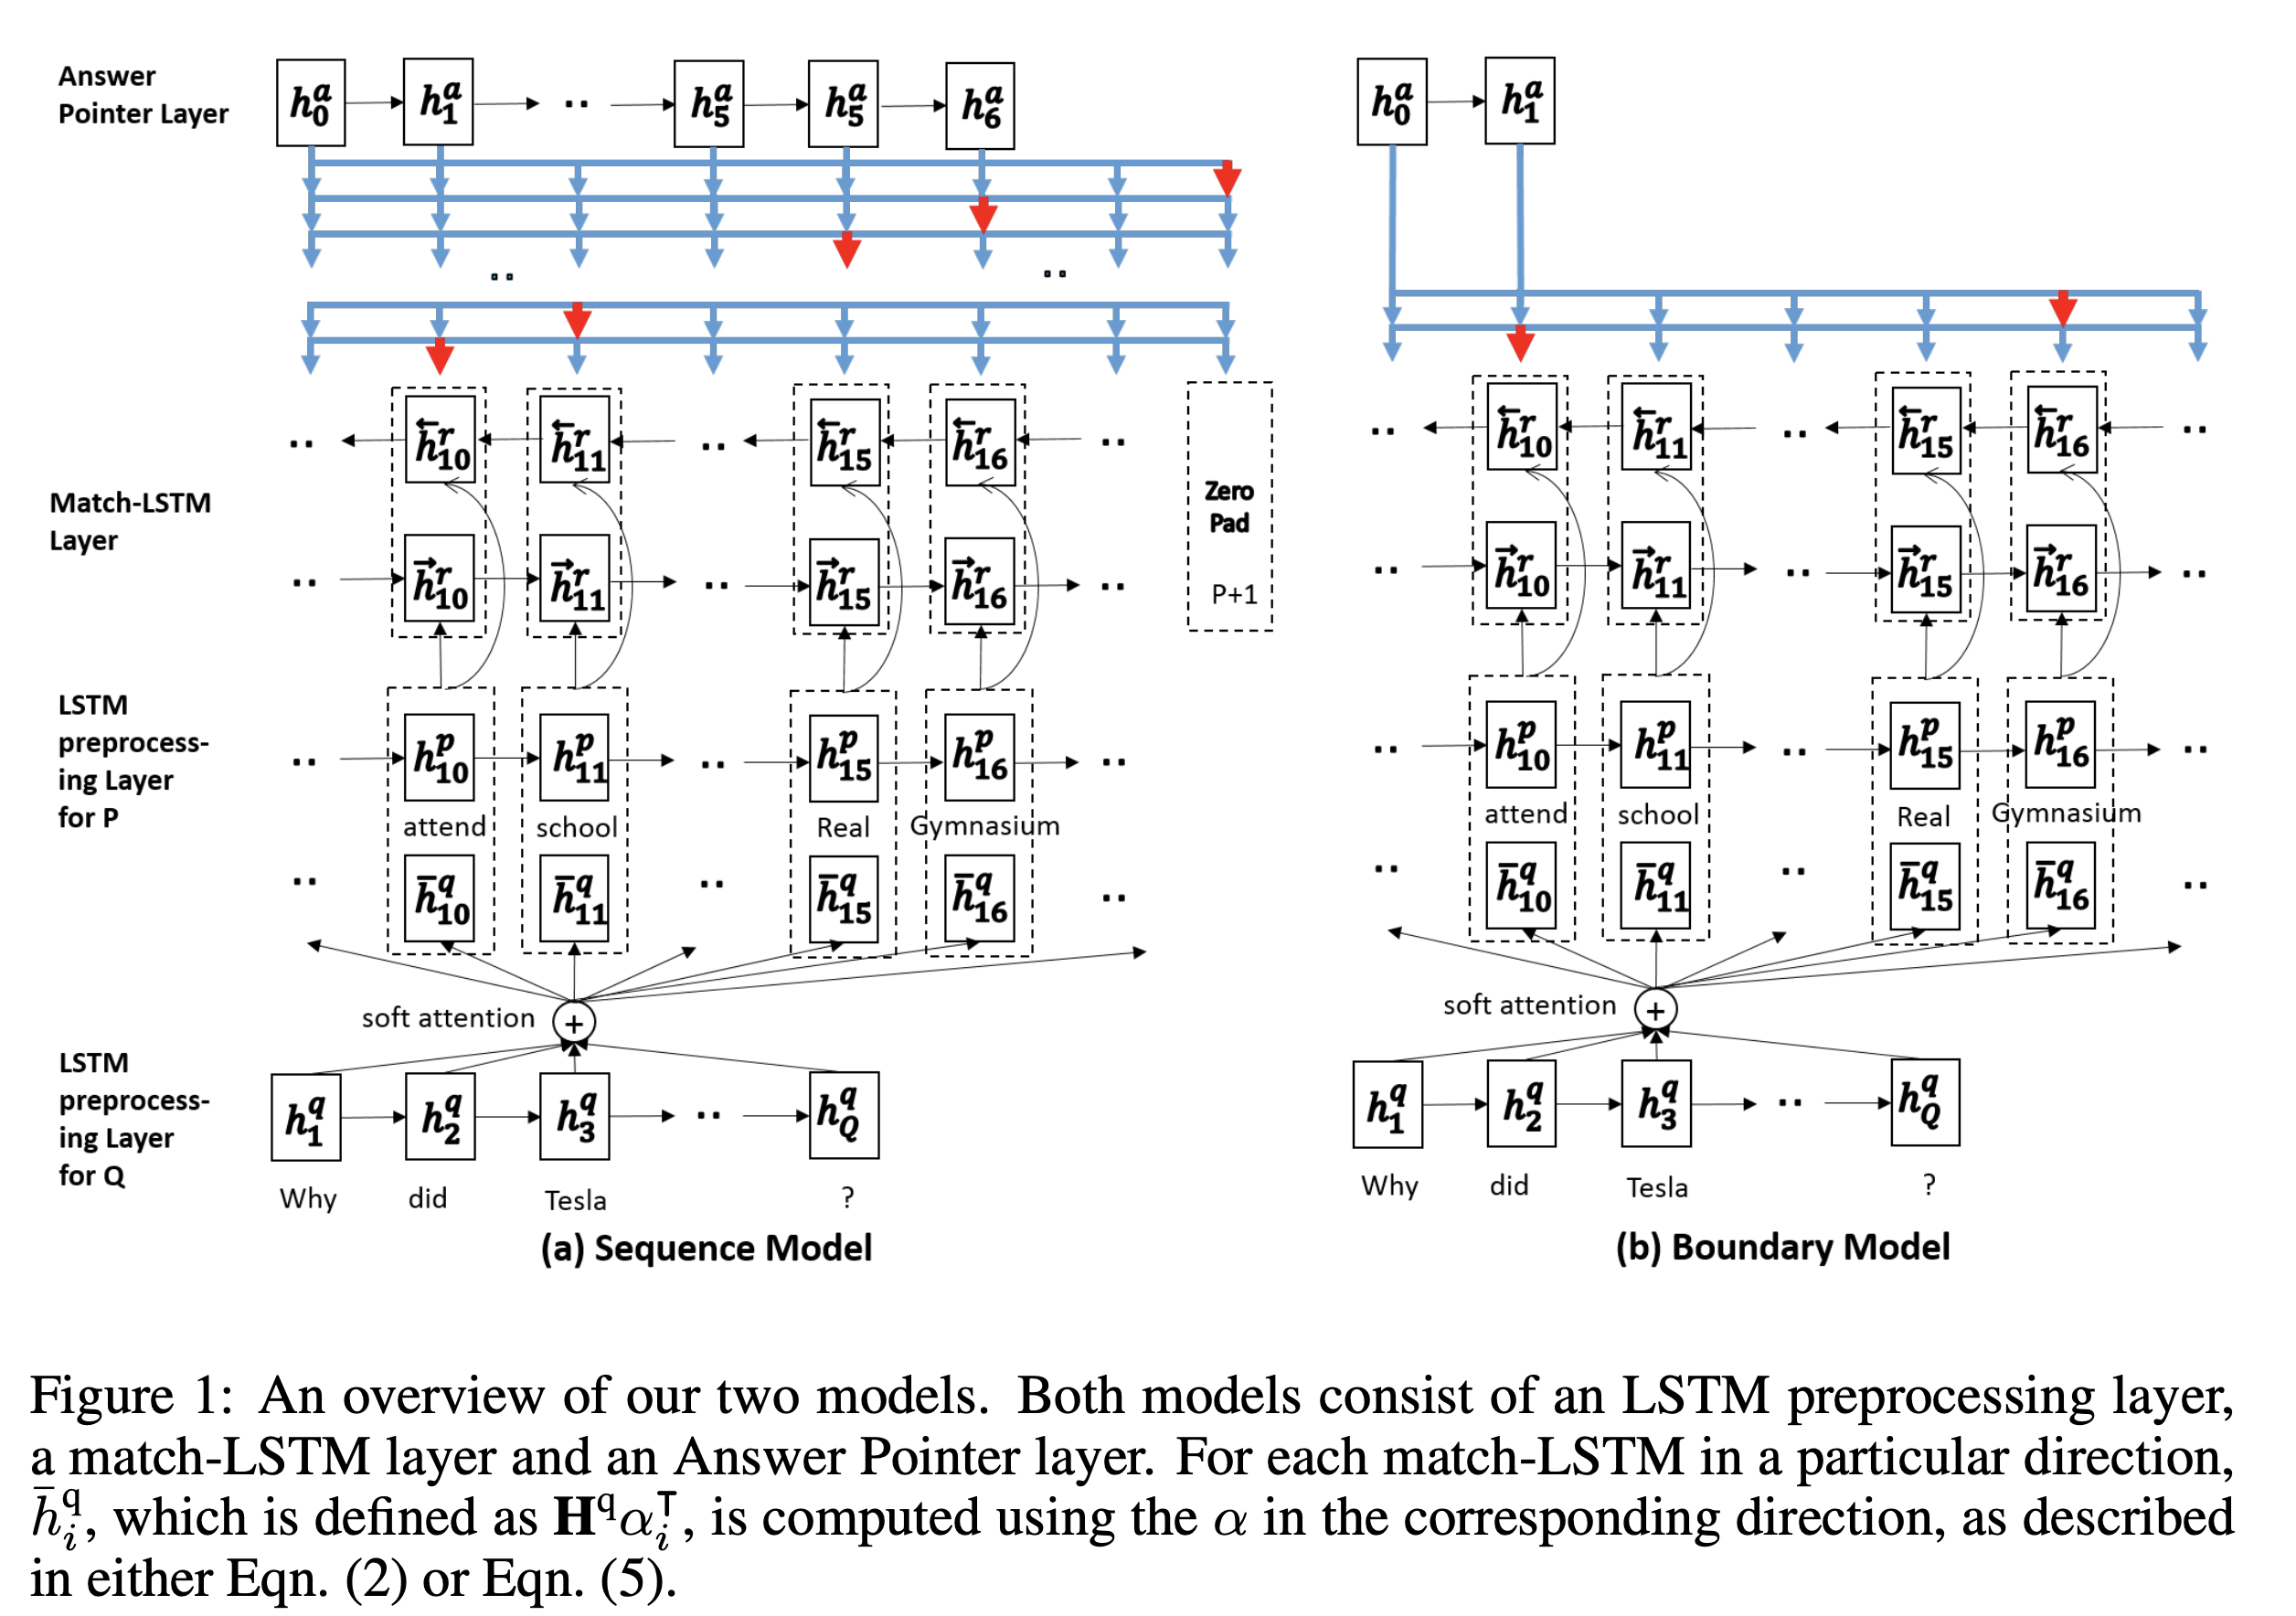 Answer
Pointer Layer
h_0^a h_1^a .. h_5^a h_5^a h_6^a
.. ..
.. \overleftarrow{h}_{10}^r \overleftarrow{h}_{11}^r .. \overleftarrow{h}_{15}^r \overleftarrow{h}_{16}^r ..
Match-LSTM
Layer
Zero
Pad
P+1
.. \overrightarrow{h}_{10}^r \overrightarrow{h}_{11}^r .. \overrightarrow{h}_{15}^r \overrightarrow{h}_{16}^r ..
LSTM
preprocess-
ing Layer
for P
.. h_{10}^p h_{11}^p .. h_{15}^p h_{16}^p ..
attend school Real Gymnasium
.. \bar{h}_{10}^q \bar{h}_{11}^q .. \bar{h}_{15}^q \bar{h}_{16}^q ..
soft attention +
LSTM
preprocess-
ing Layer
for Q
h_1^q h_2^q h_3^q .. h_Q^q
Why did Tesla ?
(a) Sequence Model
h_0^a h_1^a
.. \overleftarrow{h}_{10}^r \overleftarrow{h}_{11}^r .. \overleftarrow{h}_{15}^r \overleftarrow{h}_{16}^r ..
.. \overrightarrow{h}_{10}^r \overrightarrow{h}_{11}^r .. \overrightarrow{h}_{15}^r \overrightarrow{h}_{16}^r ..
.. h_{10}^p h_{11}^p .. h_{15}^p h_{16}^p ..
attend school Real Gymnasium
.. \bar{h}_{10}^q \bar{h}_{11}^q .. \bar{h}_{15}^q \bar{h}_{16}^q ..
soft attention +
h_1^q h_2^q h_3^q .. h_Q^q
Why did Tesla ?
(b) Boundary Model
Figure 1: An overview of our two models. Both models consist of an LSTM preprocessing layer,
a match-LSTM layer and an Answer Pointer layer. For each match-LSTM in a particular direction,
\bar{h}_i^q, which is defined as H^qα_i^⊤, is computed using the α in the corresponding direction, as described
in either Eqn. (2) or Eqn. (5).